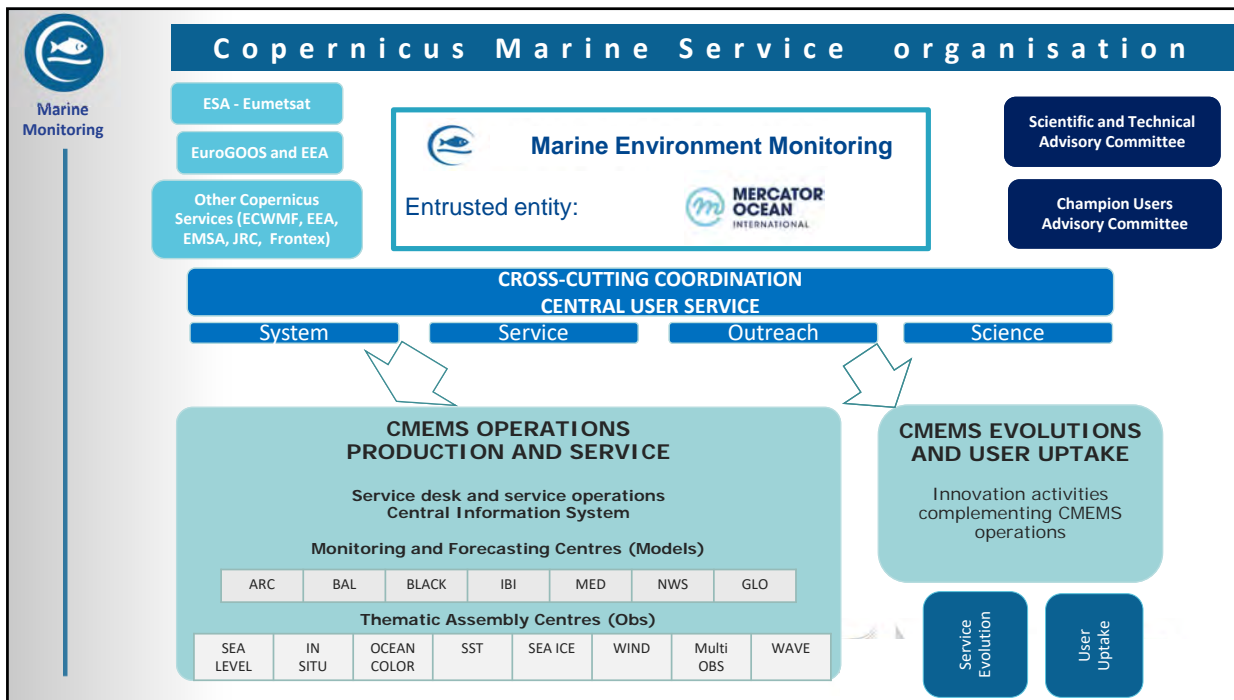 Copernicus Marine Service organisation
Marine
Monitoring
ESA - Eumetsat
EuroGOOS and EEA
Other Copernicus
Services (ECWMF, EEA,
EMSA, JRC, Frontex)
Marine Environment Monitoring
Entrusted entity:
MERCATOR
OCEAN
INTERNATIONAL
Scientific and Technical
Advisory Committee
Champion Users
Advisory Committee
CROSS-CUTTING COORDINATION
CENTRAL USER SERVICE
System
Service
Outreach
Science
CMEMS OPERATIONS
PRODUCTION AND SERVICE
Service desk and service operations
Central Information System
Monitoring and Forecasting Centres (Models)
ARC
BAL
BLACK
IBI
MED
NWS
GLO
Thematic Assembly Centres (Obs)
SEA
LEVEL
IN
SITU
OCEAN
COLOR
SST
SEA ICE
WIND
Multi
OBS
WAVE
CMEMS EVOLUTIONS
AND USER UPTAKE
Innovation activities
complementing CMEMS
operations
Service
Evolution
User
Uptake